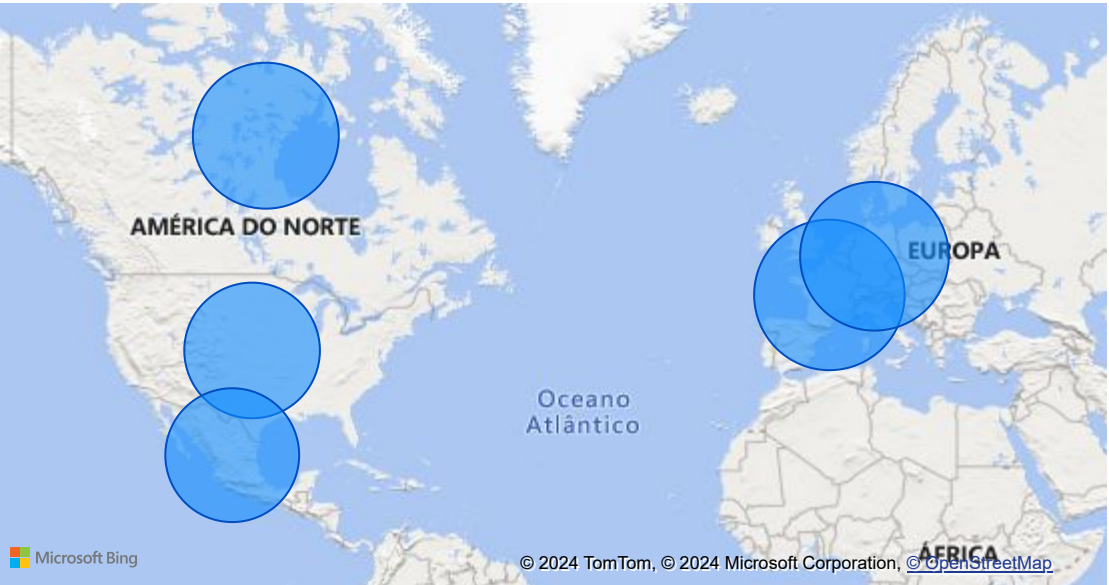 AMÉRICA DO NORTE
EUROPA
Oceano
Atlântico
ÁFRICA
Microsoft Bing
© 2024 TomTom, © 2024 Microsoft Corporation, © OpenStreetMap